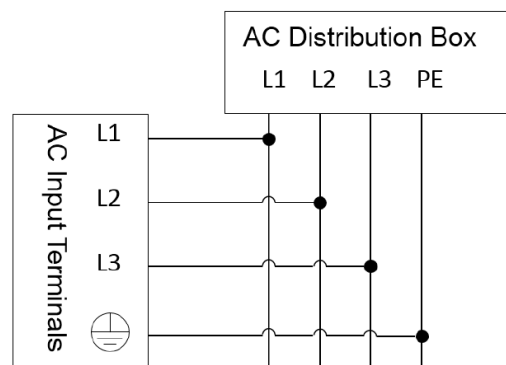 AC Distribution Box
L1 L2 L3 PE
AC Input Terminals
L1
L2
L3